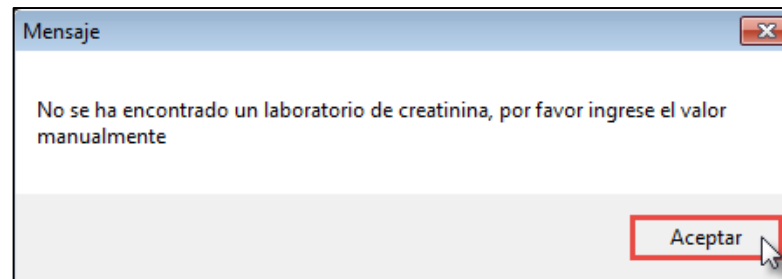 Mensaje
No se ha encontrado un laboratorio de creatinina, por favor ingrese el valor
manualmente
Aceptar